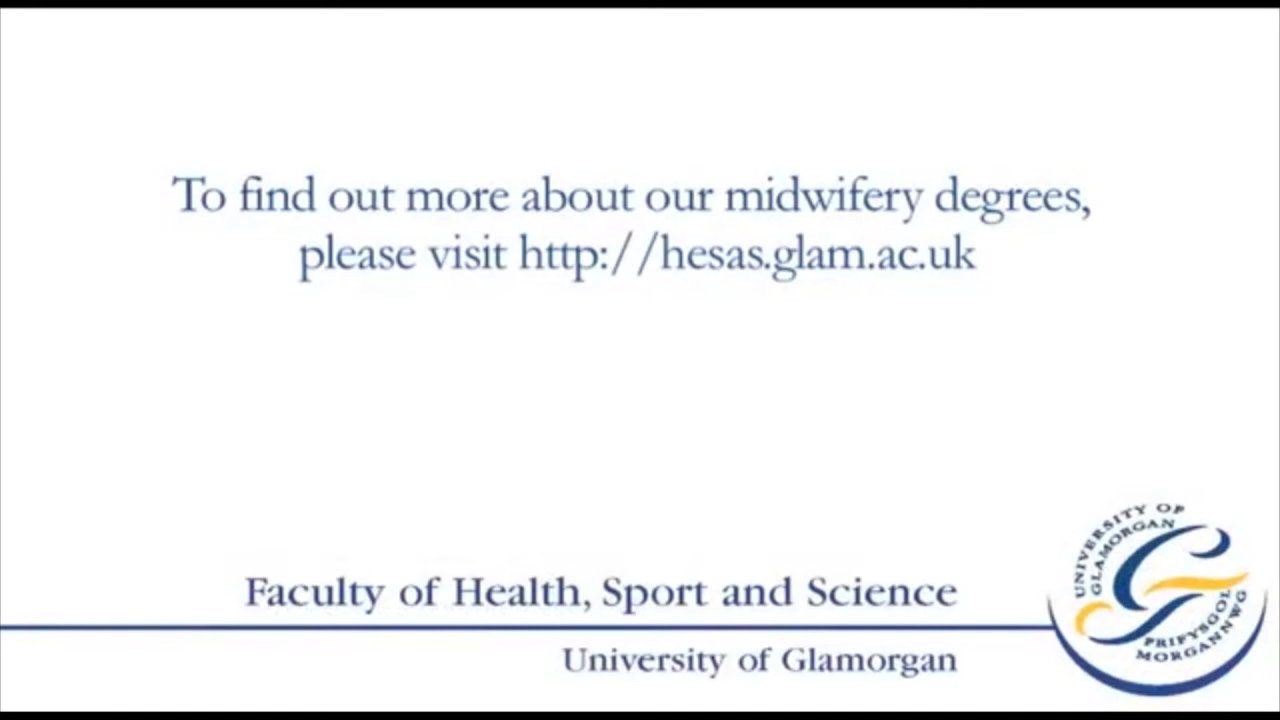 To find out more about our midwifery degrees,
please visit http://hesas.glam.ac.uk
Faculty of Health, Sport and Science
University of Glamorgan
UNIVERSITY OF
GLAMORGAN
PRIFYSGOL
MORGANNWG